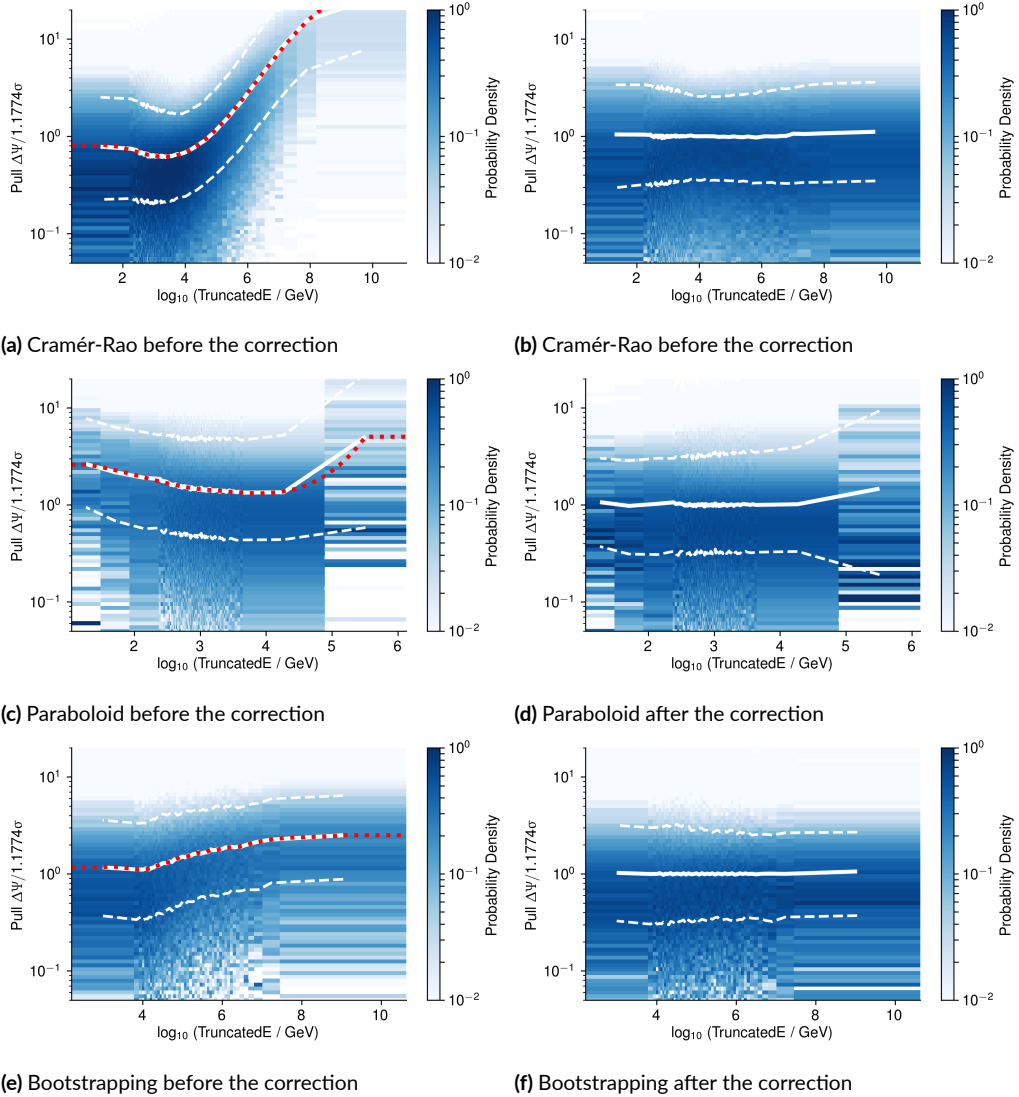 10¹
10⁰
10⁻¹
Pull ΔΨ/1.1774σ
2
4
6
8
10
log₁₀ (TruncatedE / GeV)
10⁰
10⁻¹
10⁻²
Probability Density
10¹
10⁰
10⁻¹
Pull ΔΨ/1.1774σ
2
4
6
8
10
log₁₀ (TruncatedE / GeV)
10⁰
10⁻¹
10⁻²
Probability Density
(a) Cramér-Rao before the correction
(b) Cramér-Rao before the correction
10¹
10⁰
10⁻¹
Pull ΔΨ/1.1774σ
2
3
4
5
6
log₁₀ (TruncatedE / GeV)
10⁰
10⁻¹
10⁻²
Probability Density
10¹
10⁰
10⁻¹
Pull ΔΨ/1.1774σ
2
3
4
5
6
log₁₀ (TruncatedE / GeV)
10⁰
10⁻¹
10⁻²
Probability Density
(c) Paraboloid before the correction
(d) Paraboloid after the correction
10¹
10⁰
10⁻¹
Pull ΔΨ/1.1774σ
4
6
8
10
log₁₀ (TruncatedE / GeV)
10⁰
10⁻¹
10⁻²
Probability Density
10¹
10⁰
10⁻¹
Pull ΔΨ/1.1774σ
4
6
8
10
log₁₀ (TruncatedE / GeV)
10⁰
10⁻¹
10⁻²
Probability Density
(e) Bootstrapping before the correction
(f) Bootstrapping after the correction